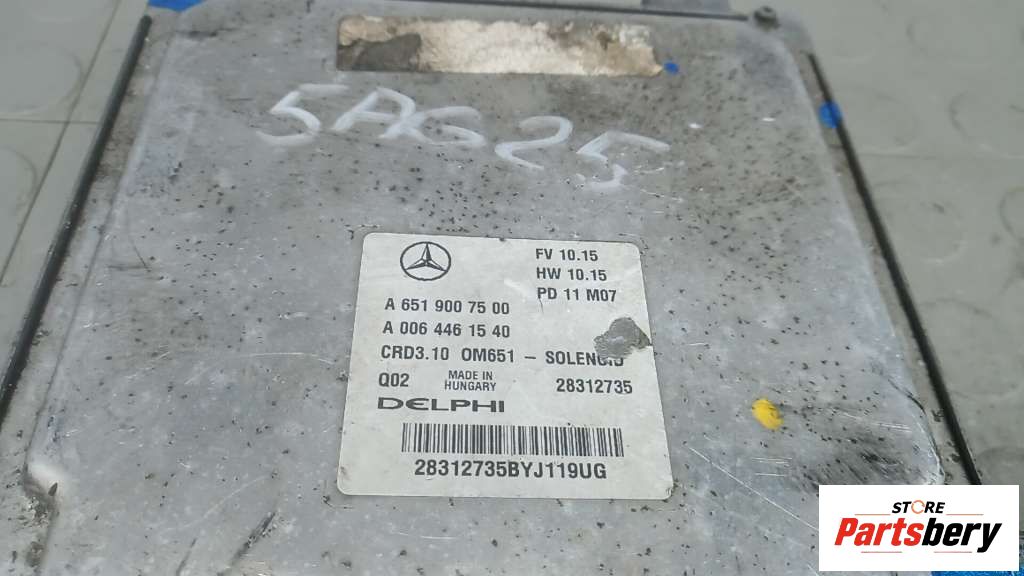 5AG25
FV 10.15
HW 10.15
PD 11 M07
A 651 900 75 00
A 006 446 15 40
CRD3.10 OM651 - SOLENOID
Q02 MADE IN HUNGARY 28312735
DELPHI
28312735BYJ119UG
STORE
Partsbery